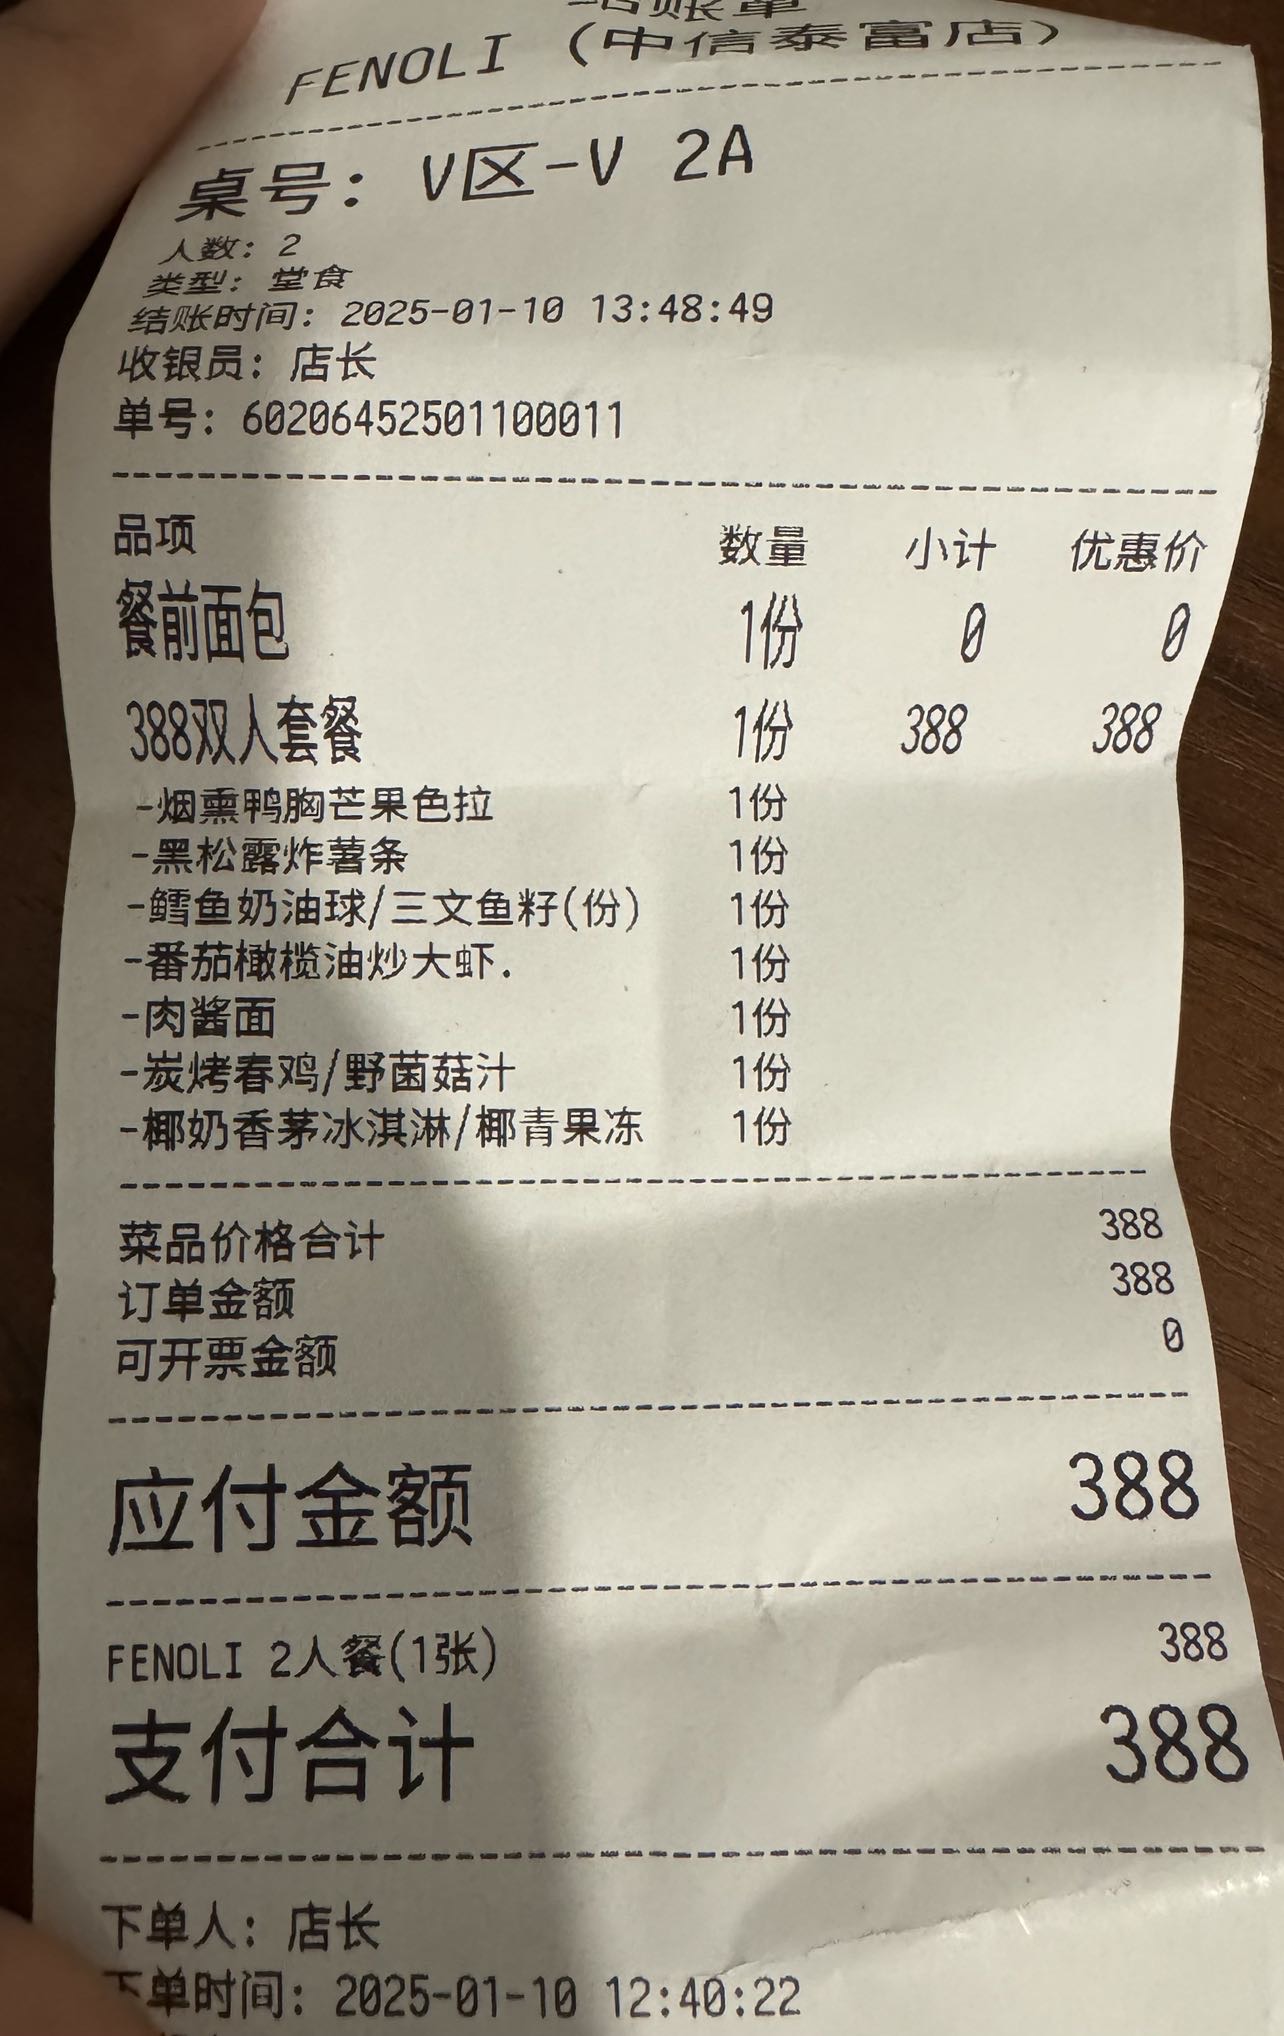 结账单
FENOLI (中信泰富店)
桌号: V区-V 2A
人数: 2
类型: 堂食
结账时间: 2025-01-10 13:48:49
收银员: 店长
单号: 60206452501100011
品项 数量 小计 优惠价
餐前面包 1份 0 0
388双人套餐 1份 388 388
-烟熏鸭胸芒果色拉 1份
-黑松露炸薯条 1份
-鳕鱼奶油球/三文鱼籽(份) 1份
-番茄橄榄油炒大虾. 1份
-肉酱面 1份
-炭烤春鸡/野菌菇汁 1份
-椰奶香茅冰淇淋/椰青果冻 1份
菜品价格合计 388
订单金额 388
可开票金额 0
应付金额 388
FENOLI 2人餐(1张) 388
支付合计 388
下单人: 店长
下单时间: 2025-01-10 12:40:22